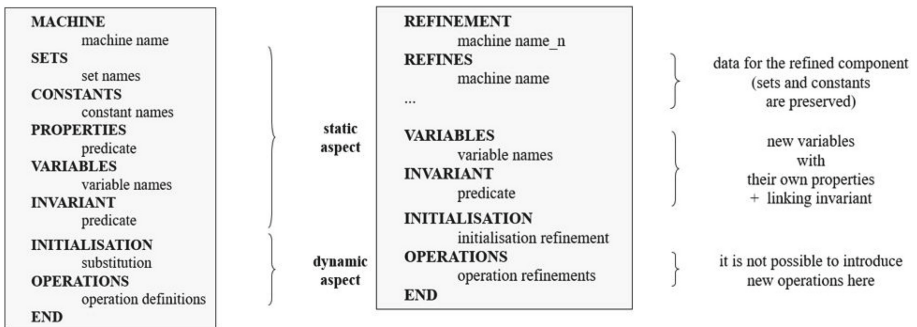 MACHINE
machine name
SETS
set names
CONSTANTS
constant names
PROPERTIES
predicate
VARIABLES
variable names
INVARIANT
predicate
INITIALISATION
substitution
OPERATIONS
operation definitions
END
static
aspect
dynamic
aspect
REFINEMENT
machine name_n
REFINES
machine name
...
VARIABLES
variable names
INVARIANT
predicate
INITIALISATION
initialisation refinement
OPERATIONS
operation refinements
END
data for the refined component
(sets and constants
are preserved)
new variables
with
their own properties
+ linking invariant
it is not possible to introduce
new operations here